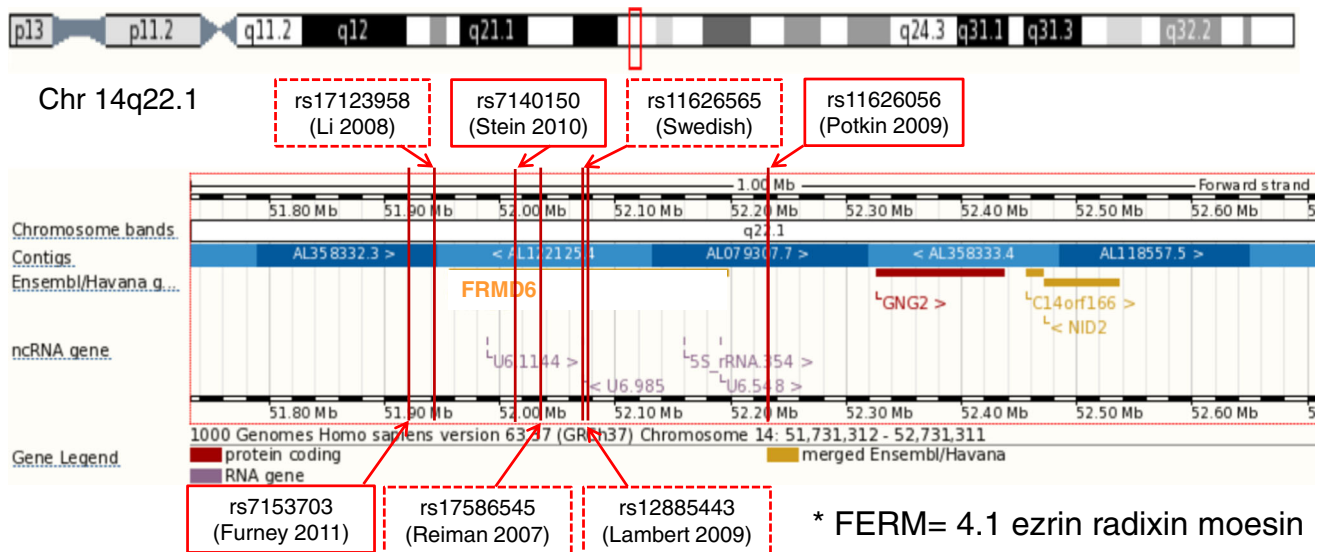 p13 p11.2 q11.2 q12 q21.1 q24.3 q31.1 q31.3 q32.2
Chr 14q22.1
rs17123958
(Li 2008)
rs7140150
(Stein 2010)
rs11626565
(Swedish)
rs11626056
(Potkin 2009)
1.00 Mb Forward strand
51.80 Mb 51.90 Mb 52.00 Mb 52.10 Mb 52.20 Mb 52.30 Mb 52.40 Mb 52.50 Mb 52.60 Mb 5
Chromosome bands q22.1
Contigs AL358332.3 > < AL122125.4 AL079307.7 > < AL358333.4 AL118557.5 >
Ensembl/Havana g...
FRMD6
GNG2 > C14orf166 >
< NID2
ncRNA gene
U6.1144 > 5S_rRNA.354 >
< U6.985 U6.548 >
51.80 Mb 51.90 Mb 52.00 Mb 52.10 Mb 52.20 Mb 52.30 Mb 52.40 Mb 52.50 Mb 52.60 Mb 5
1000 Genomes Homo sapiens version 63.37 (GRCh37) Chromosome 14: 51,731,312 - 52,731,311
Gene Legend protein coding merged Ensembl/Havana
RNA gene
rs7153703
(Furney 2011)
rs17586545
(Reiman 2007)
rs12885443
(Lambert 2009)
* FERM= 4.1 ezrin radixin moesin